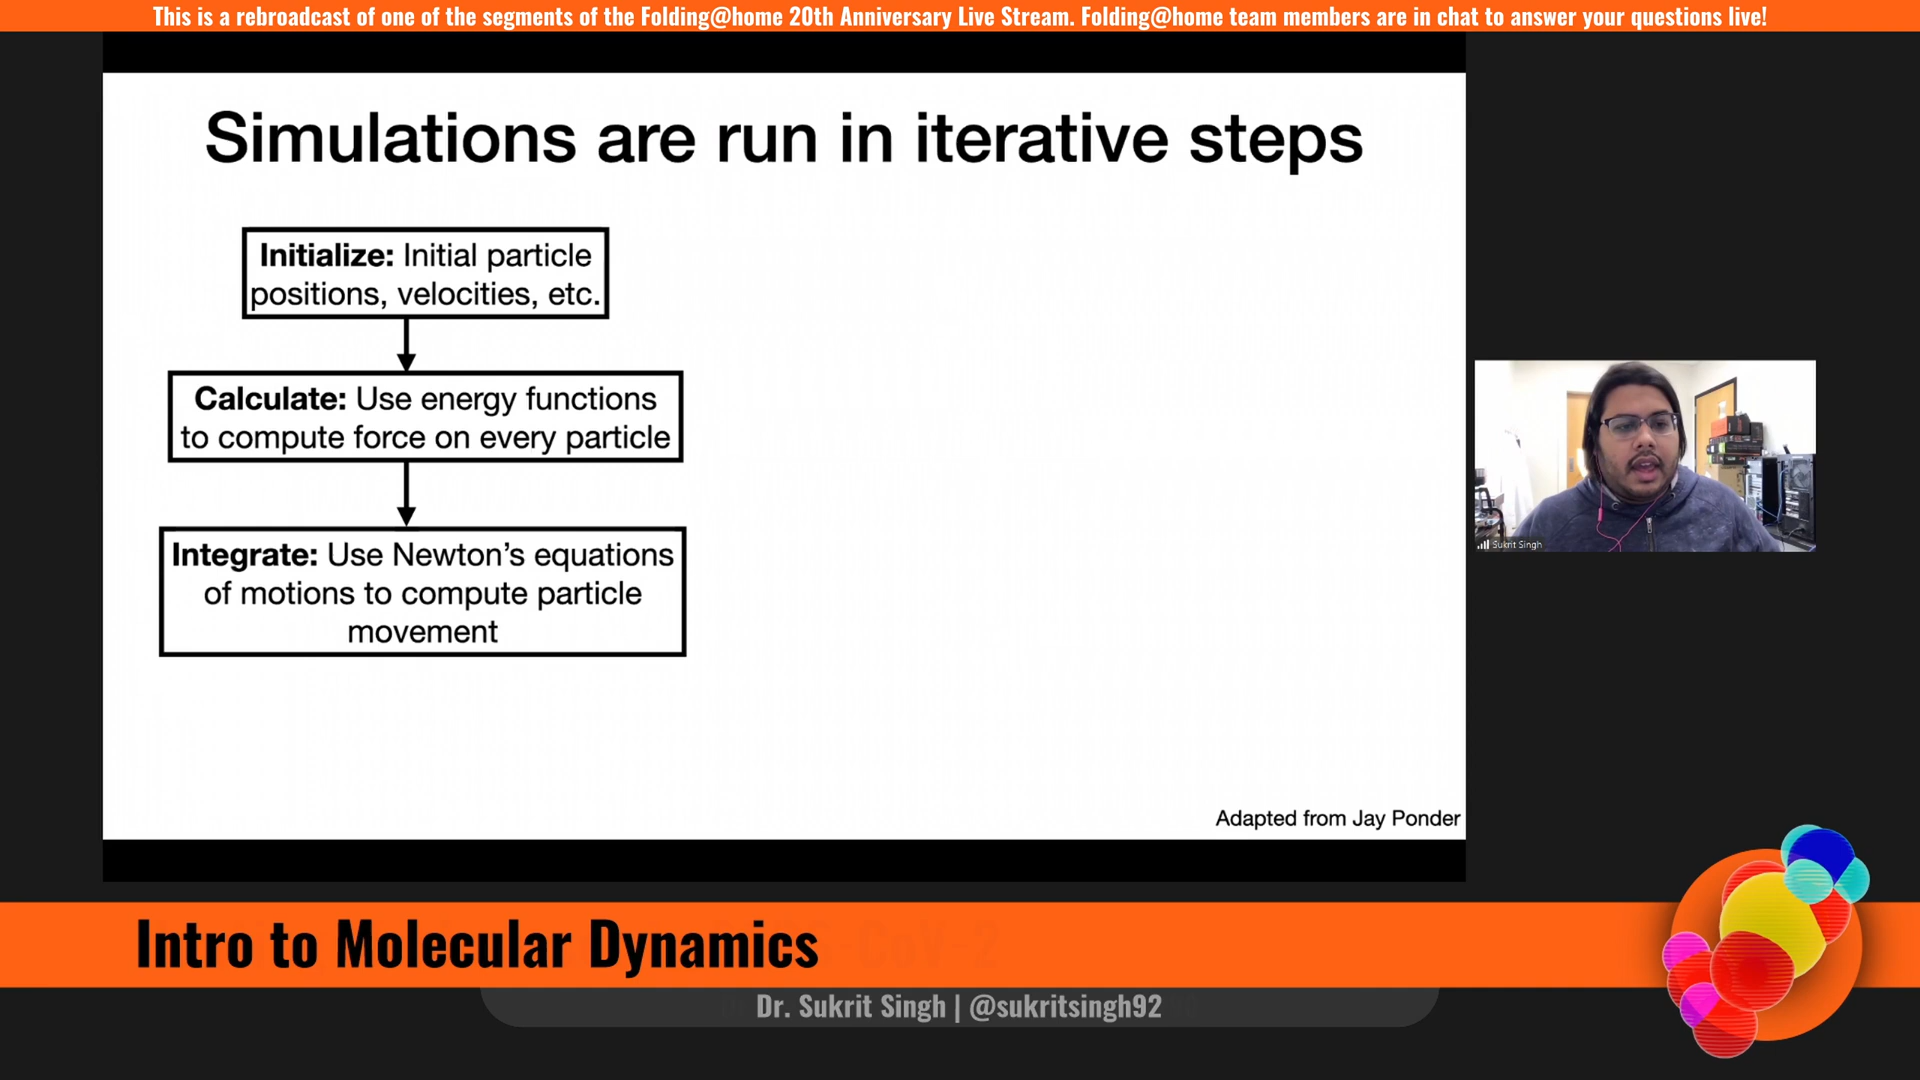 This is a rebroadcast of one of the segments of the Folding@home 20th Anniversary Live Stream. Folding@home team members are in chat to answer your questions live!
Simulations are run in iterative steps
Initialize: Initial particle
positions, velocities, etc.
Calculate: Use energy functions
to compute force on every particle
Integrate: Use Newton's equations
of motions to compute particle
movement
Adapted from Jay Ponder
Sukrit Singh
Intro to Molecular Dynamics
-CoV-2
Dr. Sukrit Singh | @sukritsingh92